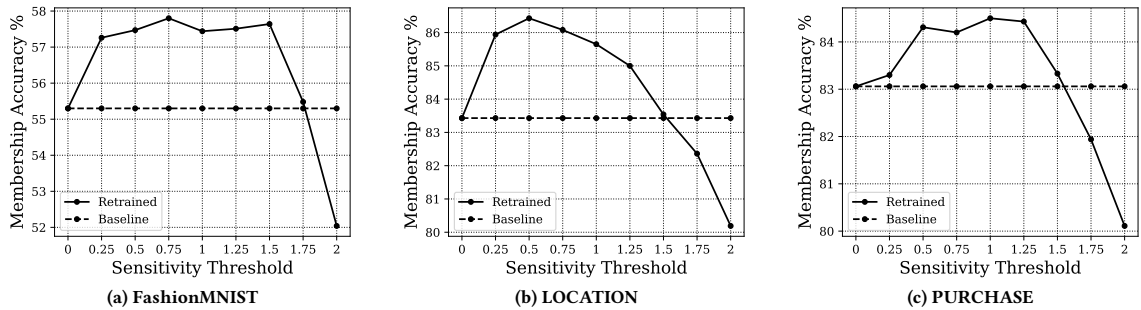 Membership Accuracy %
58
57
56
55
54
53
52
Retrained
Baseline
0 0.25 0.5 0.75 1 1.25 1.5 1.75 2
Sensitivity Threshold
(a) FashionMNIST
Membership Accuracy %
86
85
84
83
82
81
80
Retrained
Baseline
0 0.25 0.5 0.75 1 1.25 1.5 1.75 2
Sensitivity Threshold
(b) LOCATION
Membership Accuracy %
84
83
82
81
80
Retrained
Baseline
0 0.25 0.5 0.75 1 1.25 1.5 1.75 2
Sensitivity Threshold
(c) PURCHASE